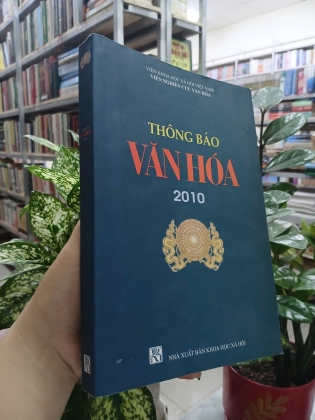 VIỆN KHOA HỌC XÃ HỘI VIỆT NAM
VIỆN NGHIÊN CỨU VĂN HÓA
THÔNG BÁO
VĂN HÓA
2010
NHÀ XUẤT BẢN KHOA HỌC XÃ HỘI